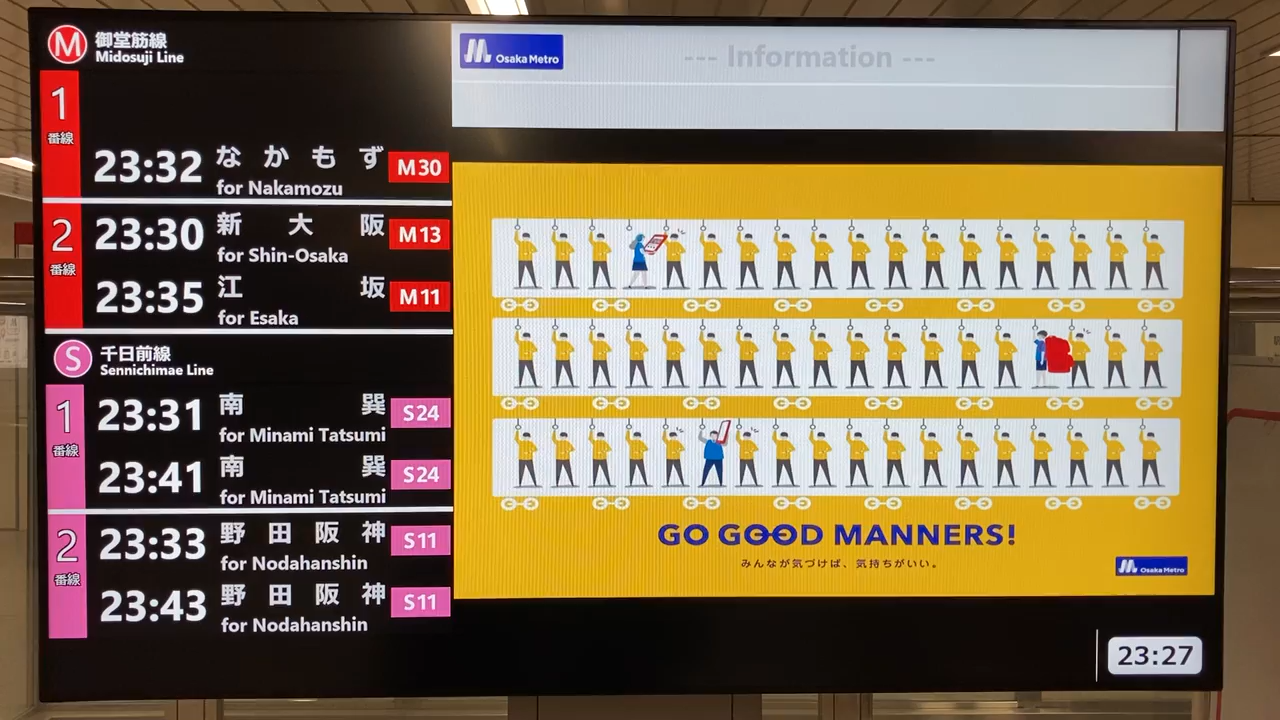 M 御堂筋線
Midosuji Line
1
番線
23:32 なかもず M30
for Nakamozu
2
番線
23:30 新大阪 M13
for Shin-Osaka
23:35 江坂 M11
for Esaka
S 千日前線
Sennichimae Line
1
番線
23:31 南巽 S24
for Minami Tatsumi
23:41 南巽 S24
for Minami Tatsumi
2
番線
23:33 野田阪神 S11
for Nodahanshin
23:43 野田阪神 S11
for Nodahanshin
Osaka Metro
--- Information ---
GO GOOD MANNERS!
みんなが気づけば、気持ちがいい。
Osaka Metro
23:27